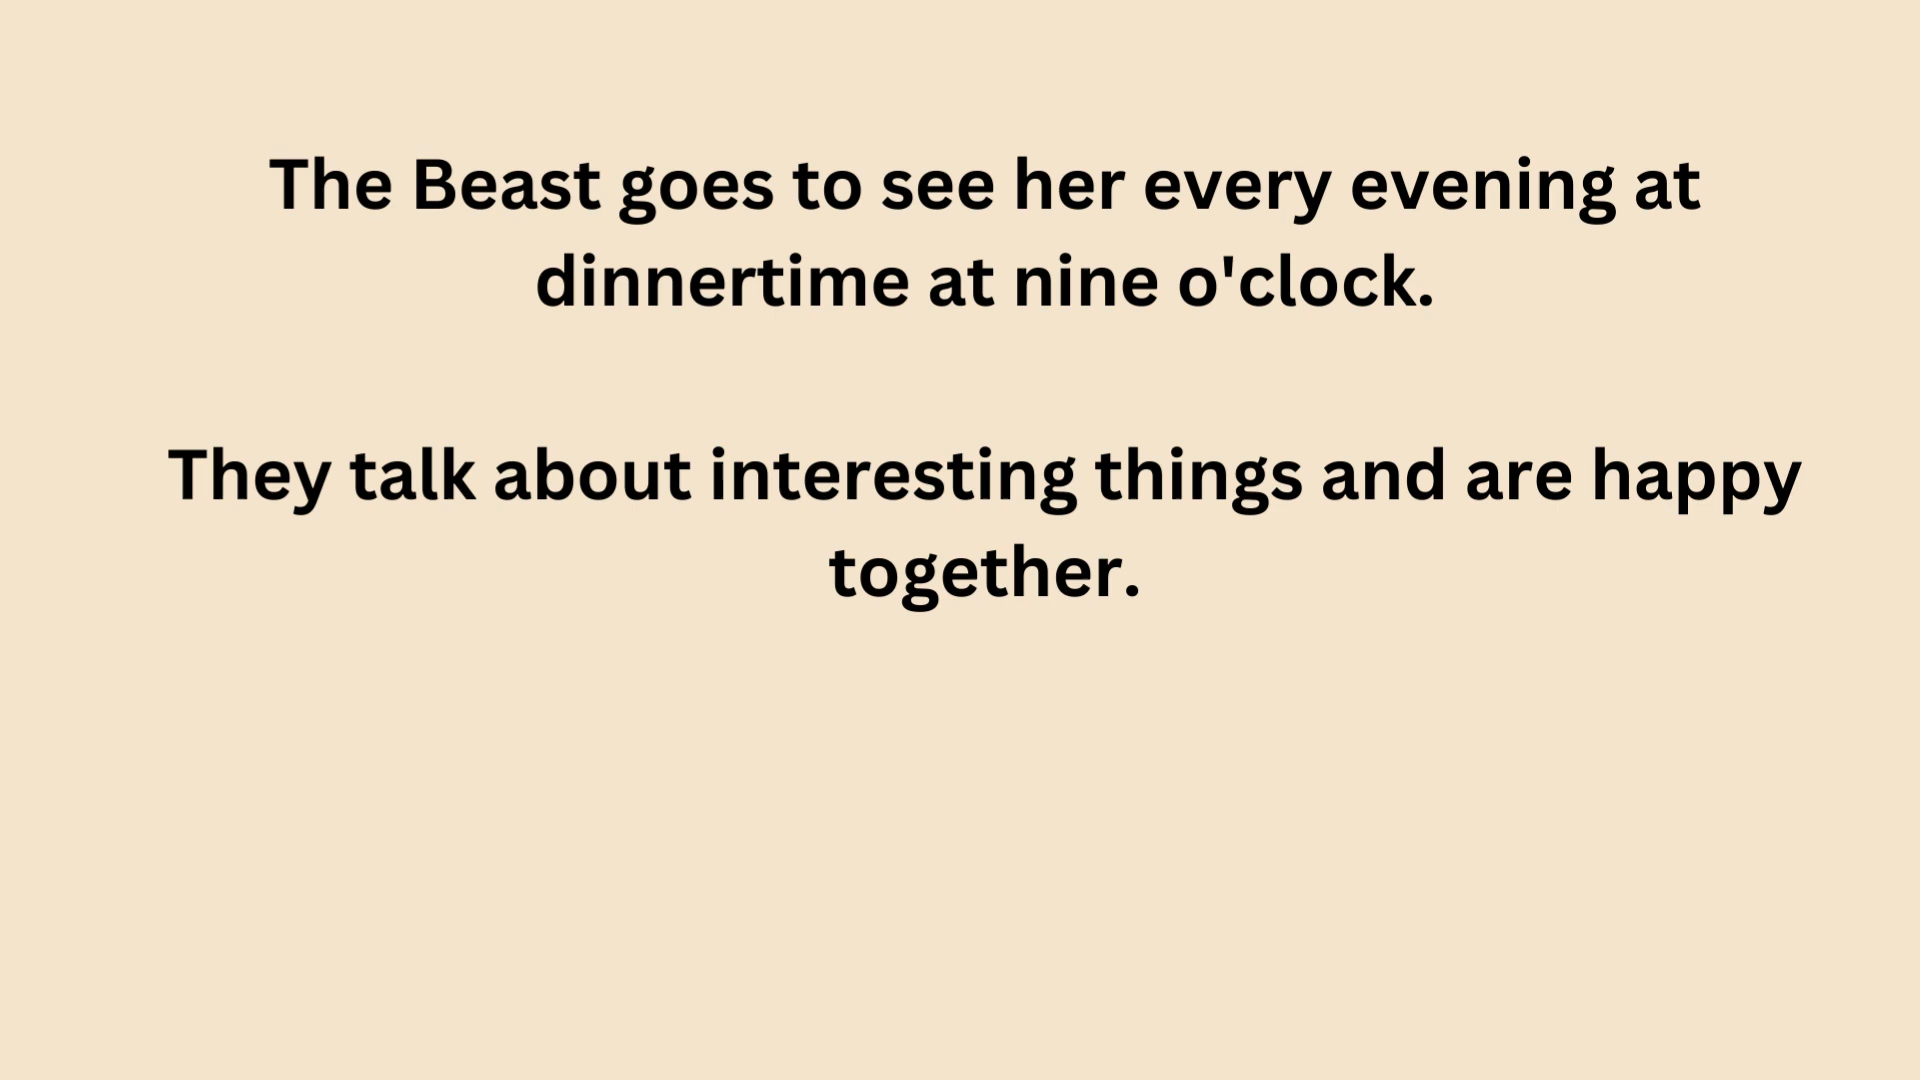 The Beast goes to see her every evening at
dinnertime at nine o'clock.
They talk about interesting things and are happy
together.